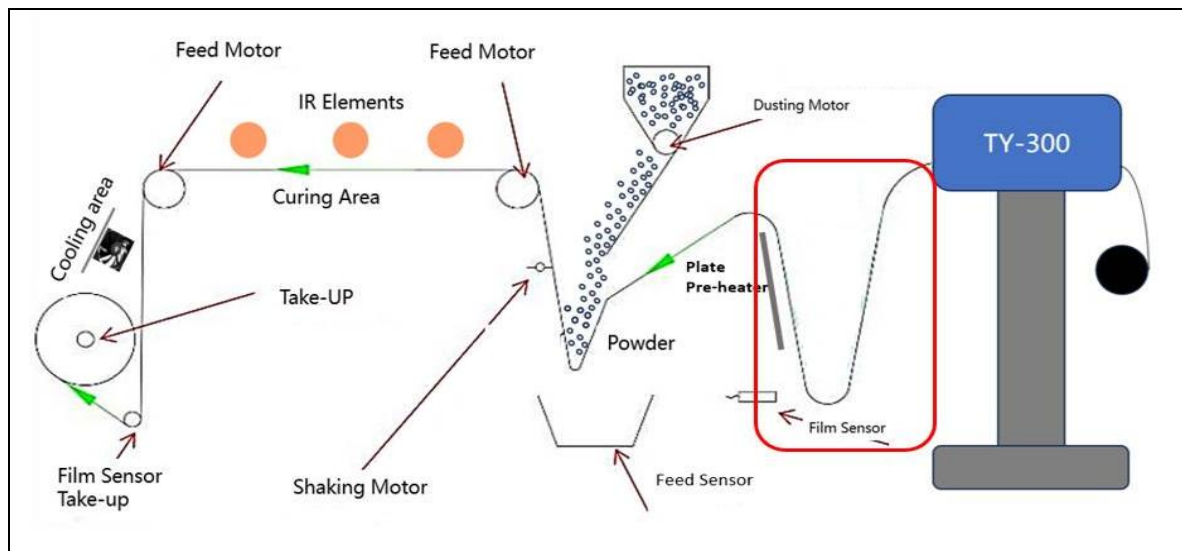 Feed Motor
Feed Motor
IR Elements
Dusting Motor
TY-300
Curing Area
Cooling area
Plate
Pre-heater
Take-UP
Powder
Film Sensor
Film Sensor
Take-up
Shaking Motor
Feed Sensor